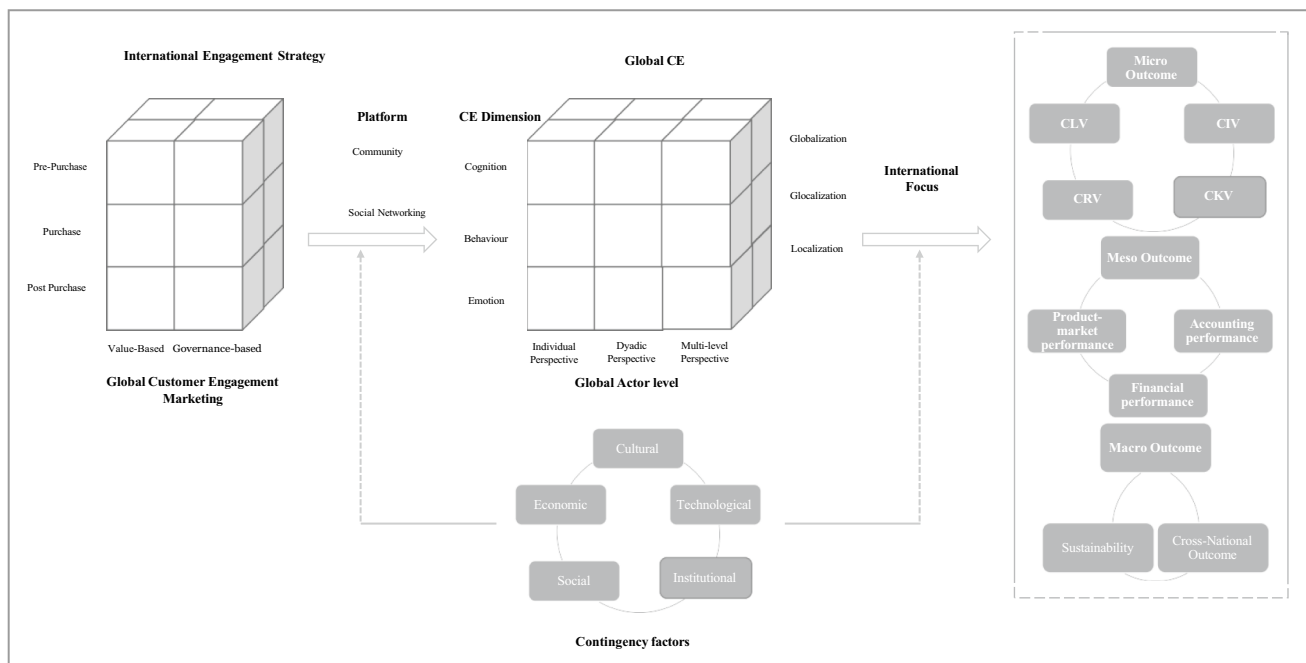 International Engagement Strategy
Pre-Purchase
Purchase
Post Purchase
Value-Based
Governance-based
Global Customer Engagement
Marketing
Platform
Community
Social Networking
Global CE
CE Dimension
Cognition
Behaviour
Emotion
Individual
Perspective
Dyadic
Perspective
Multi-level
Perspective
Global Actor level
Globalization
Glocalization
Localization
International
Focus
Cultural
Economic
Technological
Social
Institutional
Contingency factors
Micro
Outcome
CLV
CIV
CRV
CKV
Meso Outcome
Product-
market
performance
Accounting
performance
Financial
performance
Macro Outcome
Sustainability
Cross-National
Outcome